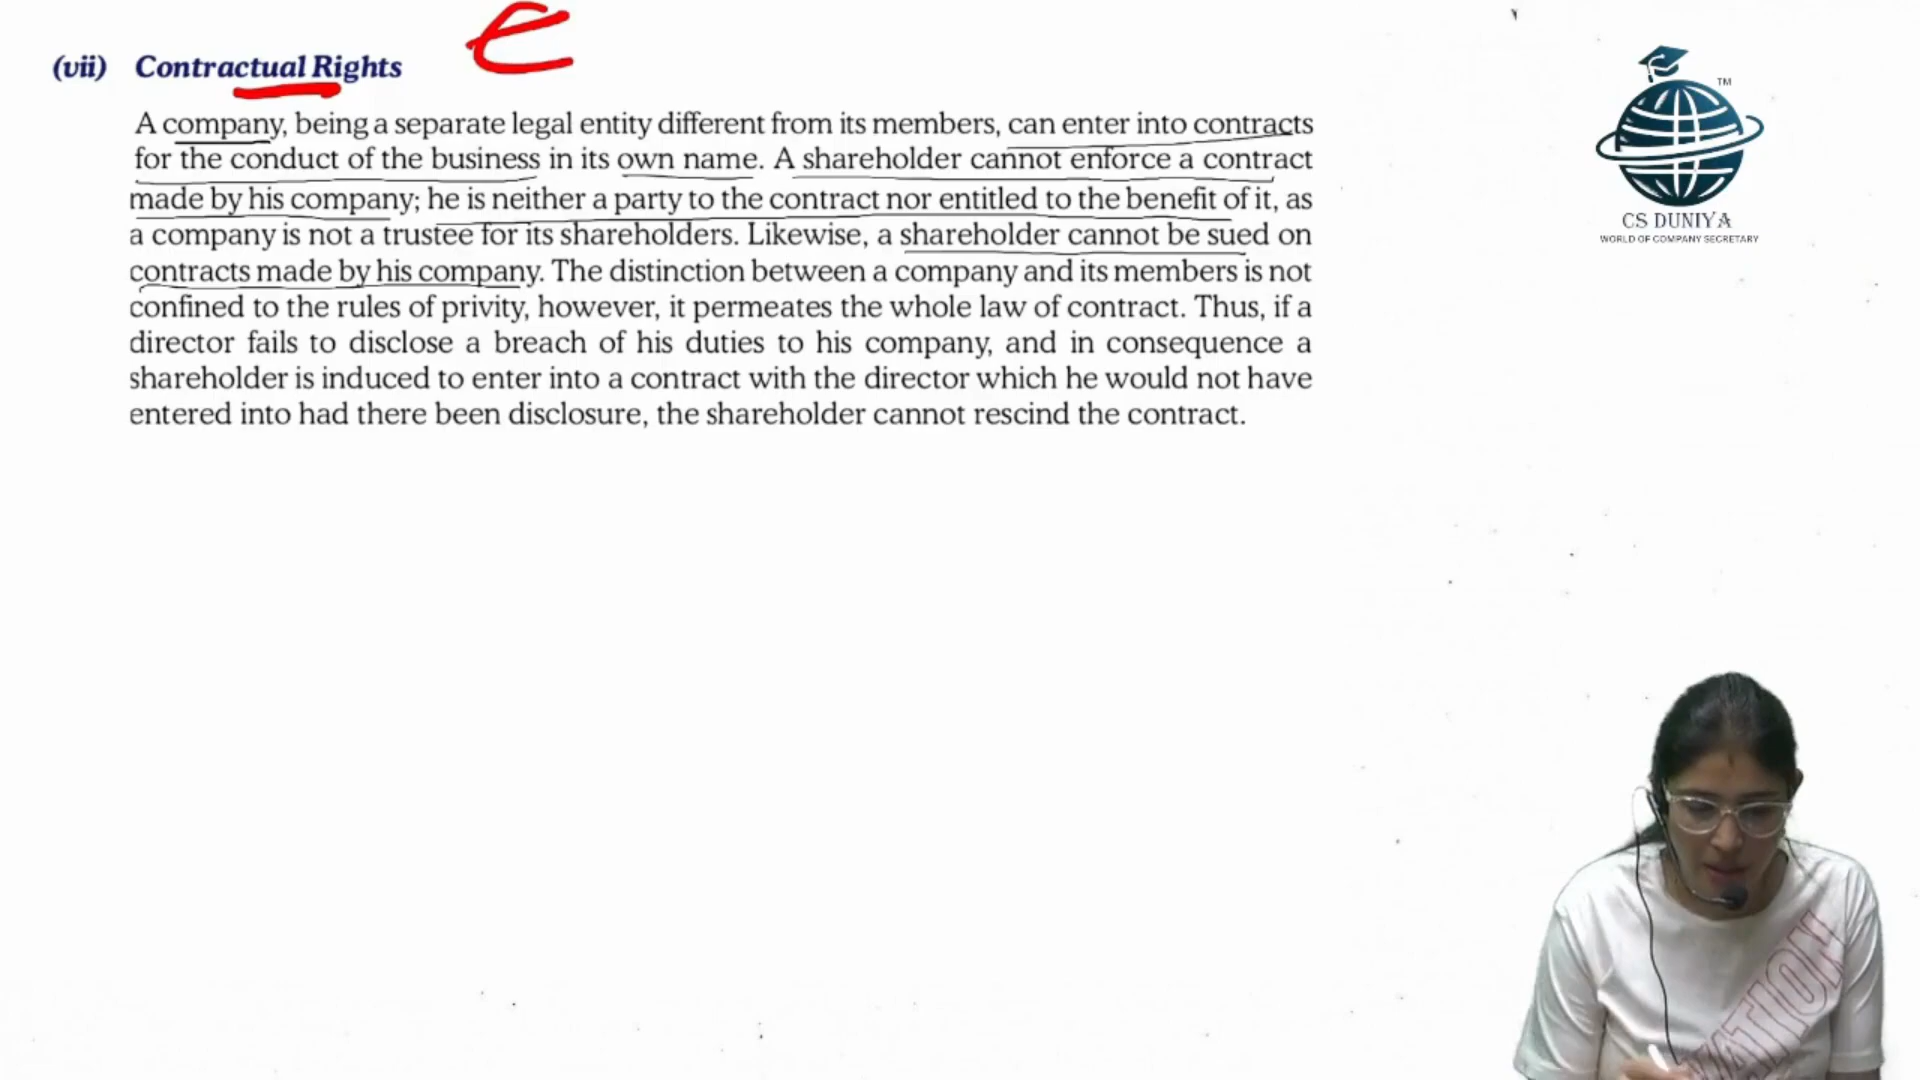 (vii) Contractual Rights
e
A company, being a separate legal entity different from its members, can enter into contracts
for the conduct of the business in its own name. A shareholder cannot enforce a contract
made by his company; he is neither a party to the contract nor entitled to the benefit of it, as
a company is not a trustee for its shareholders. Likewise, a shareholder cannot be sued on
contracts made by his company. The distinction between a company and its members is not
confined to the rules of privity, however, it permeates the whole law of contract. Thus, if a
director fails to disclose a breach of his duties to his company, and in consequence a
shareholder is induced to enter into a contract with the director which he would not have
entered into had there been disclosure, the shareholder cannot rescind the contract.
TM
CS DUNIYA
WORLD OF COMPANY SECRETARY